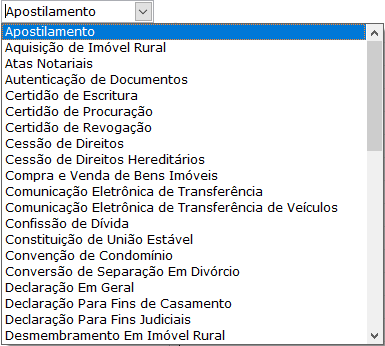 Apostilamento
Apostilamento
Aquisição de Imóvel Rural
Atas Notariais
Autenticação de Documentos
Certidão de Escritura
Certidão de Procuração
Certidão de Revogação
Cessão de Direitos
Cessão de Direitos Hereditários
Compra e Venda de Bens Imóveis
Comunicação Eletrônica de Transferência
Comunicação Eletrônica de Transferência de Veículos
Confissão de Dívida
Constituição de União Estável
Convenção de Condomínio
Conversão de Separação Em Divórcio
Declaração Em Geral
Declaração Para Fins de Casamento
Declaração Para Fins Judiciais
Desmembramento Em Imóvel Rural